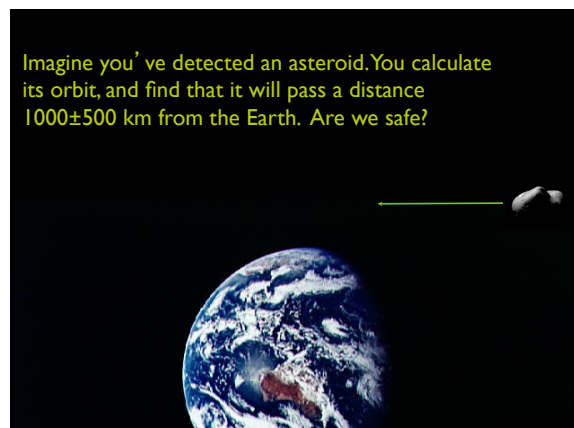 Imagine you’ve detected an asteroid. You calculate
its orbit, and find that it will pass a distance
1000±500 km from the Earth.  Are we safe?